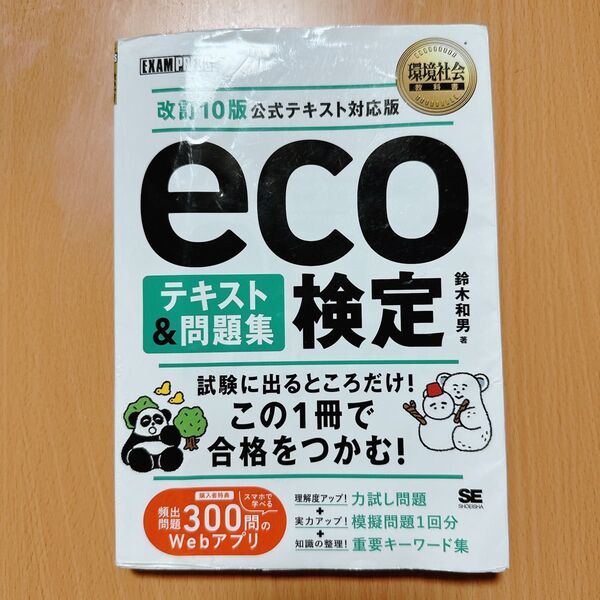 EXAMPRESS
環境社会
教科書
改訂10版 公式テキスト対応版
eco
検定
テキスト
&問題集
鈴木和男 著
試験に出るところだけ！
この1冊で
合格をつかむ！
購入者特典
スマホで
学べる
頻出
問題
300問の
Webアプリ
理解度アップ！ 力試し問題
+
実力アップ！ 模擬問題1回分
+
知識の整理！ 重要キーワード集
SE
SHOEISHA